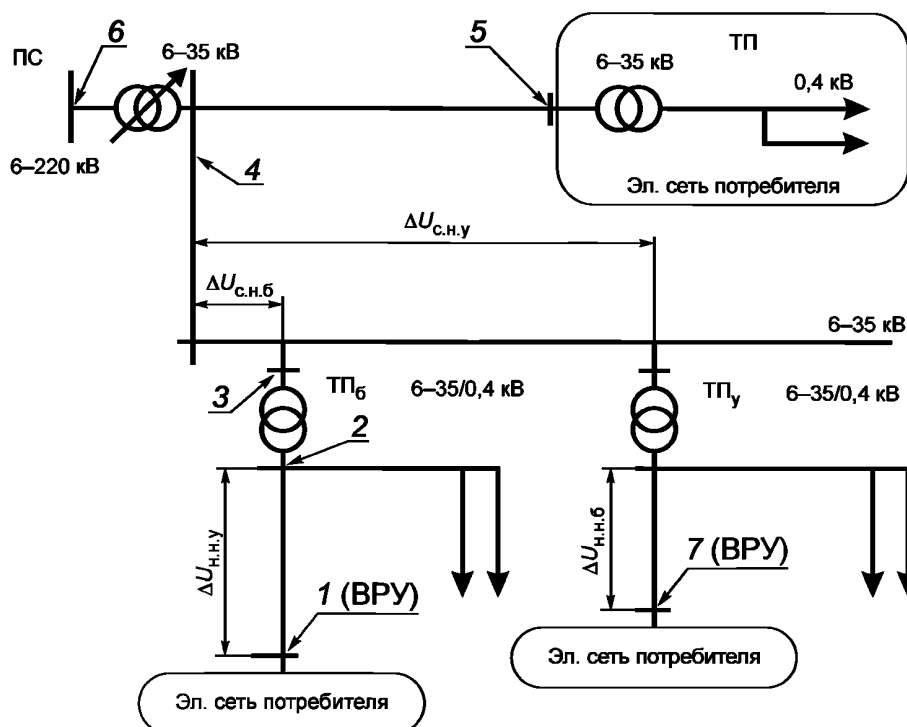 6
5
ПС
6–35 кВ
ТП
6–35 кВ
0,4 кВ
6–220 кВ
4
Эл. сеть потребителя
ΔUс.н.у
ΔUс.н.б
6–35 кВ
3
ТПб
6–35/0,4 кВ
ТПу
6–35/0,4 кВ
2
ΔUн.н.у
ΔUн.н.б
7 (ВРУ)
1 (ВРУ)
Эл. сеть потребителя
Эл. сеть потребителя